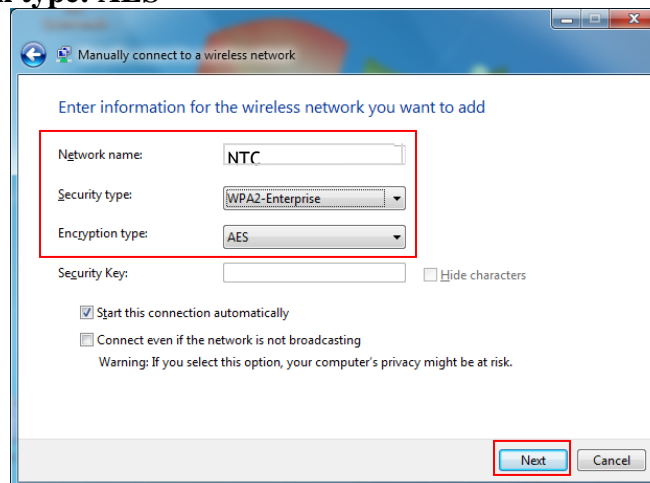 type: AES
Manually connect to a wireless network
Enter information for the wireless network you want to add
Network name: NTC
Security type: WPA2-Enterprise
Encryption type: AES
Security Key: Hide characters
Start this connection automatically
Connect even if the network is not broadcasting
Warning: If you select this option, your computer's privacy might be at risk.
Next Cancel